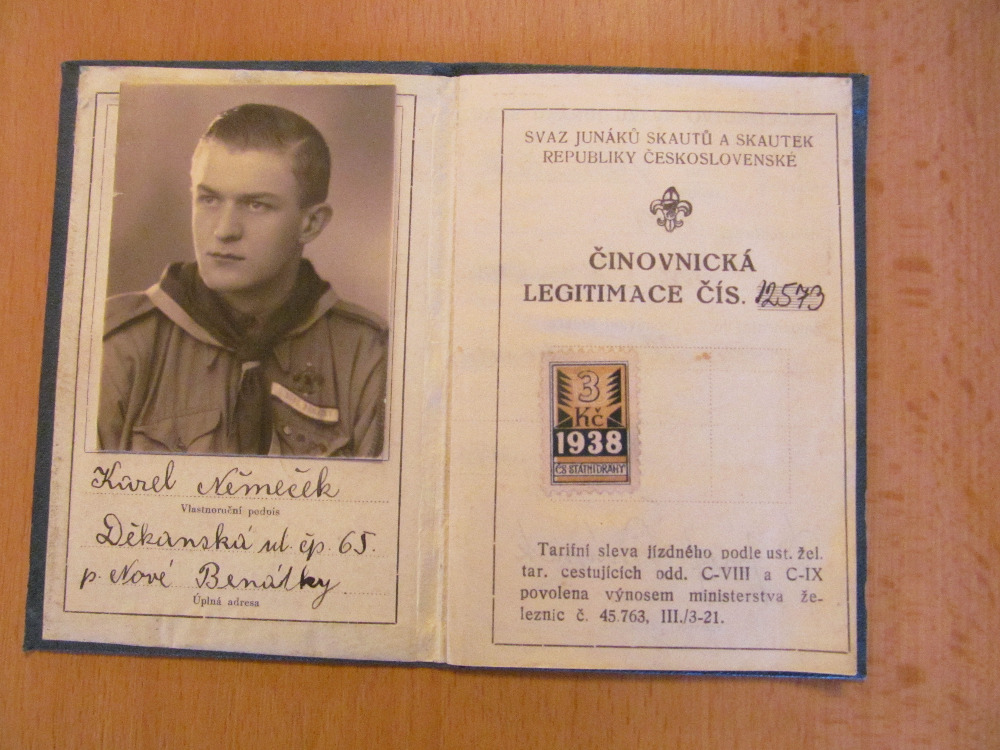 Karel Němeček
Vlastnoruční podpis
Děkanská ul. čp. 65.
p. Nové Benátky
Úplná adresa
SVAZ JUNÁKŮ SKAUTŮ A SKAUTEK
REPUBLIKY ČESKOSLOVENSKÉ
ČINOVNICKÁ
LEGITIMACE ČÍS. 12573
3
Kč
1938
ČS STÁTNÍ DRÁHY
Tarifní sleva jízdného podle ust. žel.
tar. cestujících odd. C-VIII a C-IX
povolena výnosem ministerstva že-
leznic č. 45.763, III./3-21.